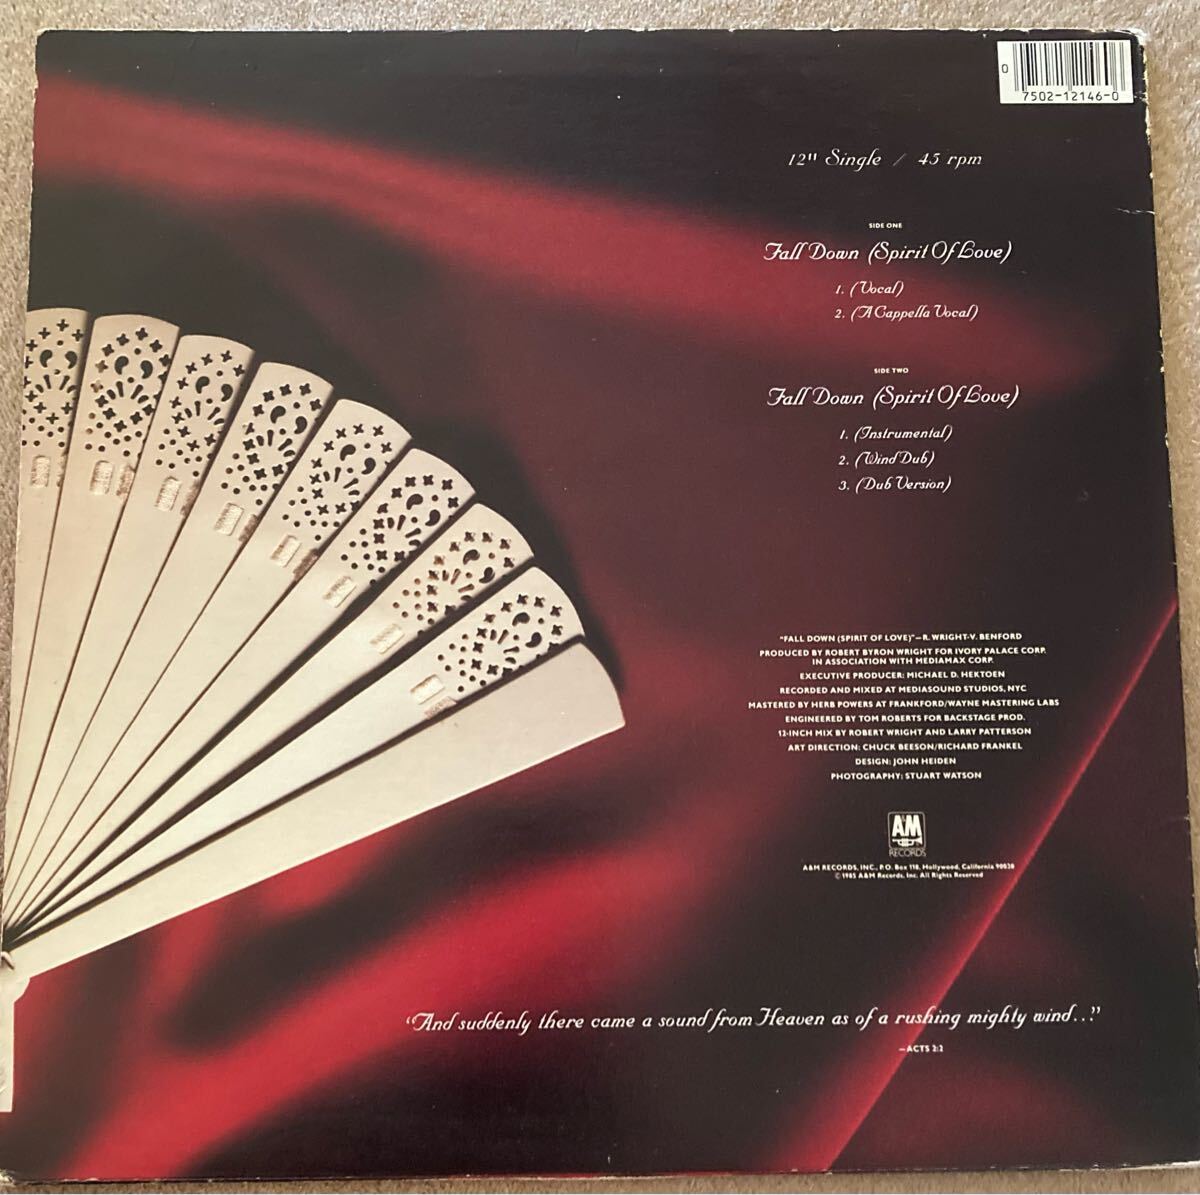 0
7502-12146-0
12" Single / 45 rpm
SIDE ONE
Fall Down (Spirit Of Love)
1. (Vocal)
2. (A Cappella Vocal)
SIDE TWO
Fall Down (Spirit Of Love)
1. (Instrumental)
2. (Wind Dub)
3. (Dub Version)
"FALL DOWN (SPIRIT OF LOVE)"—R. WRIGHT-V. BENFORD
PRODUCED BY ROBERT BYRON WRIGHT FOR IVORY PALACE CORP.
IN ASSOCIATION WITH MEDIAMAX CORP.
EXECUTIVE PRODUCER: MICHAEL D. HEKTOEN
RECORDED AND MIXED AT MEDIASOUND STUDIOS, NYC
MASTERED BY HERB POWERS AT FRANKFORD/WAYNE MASTERING LABS
ENGINEERED BY TOM ROBERTS FOR BACKSTAGE PROD.
12-INCH MIX BY ROBERT WRIGHT AND LARRY PATTERSON
ART DIRECTION: CHUCK BEESON/RICHARD FRANKEL
DESIGN: JOHN HEIDEN
PHOTOGRAPHY: STUART WATSON
A&M
RECORDS
A&M RECORDS, INC., P.O. Box 118, Hollywood, California 90028
© 1985 A&M Records, Inc. All Rights Reserved
"And suddenly there came a sound from Heaven as of a rushing mighty wind..."
—ACTS 2:2